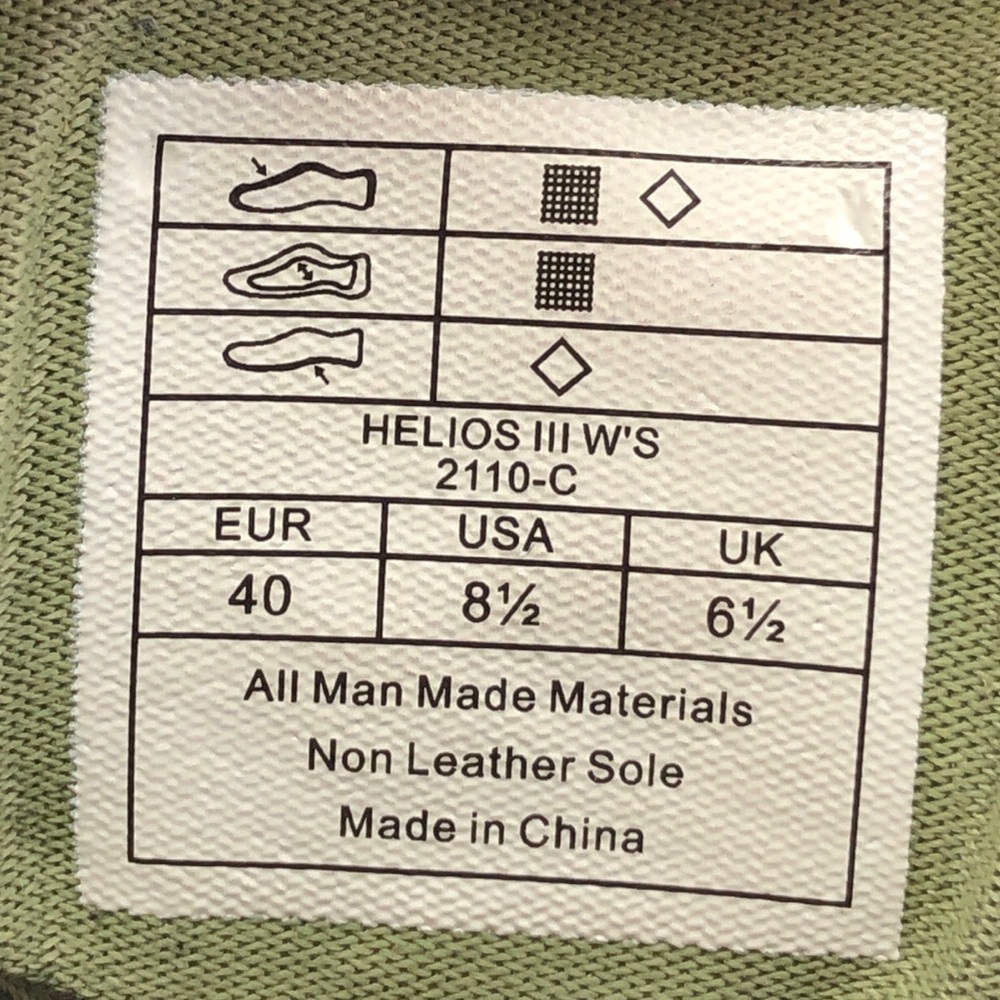 HELIOS III W'S
2110-C
EUR USA UK
40 8½ 6½
All Man Made Materials
Non Leather Sole
Made in China